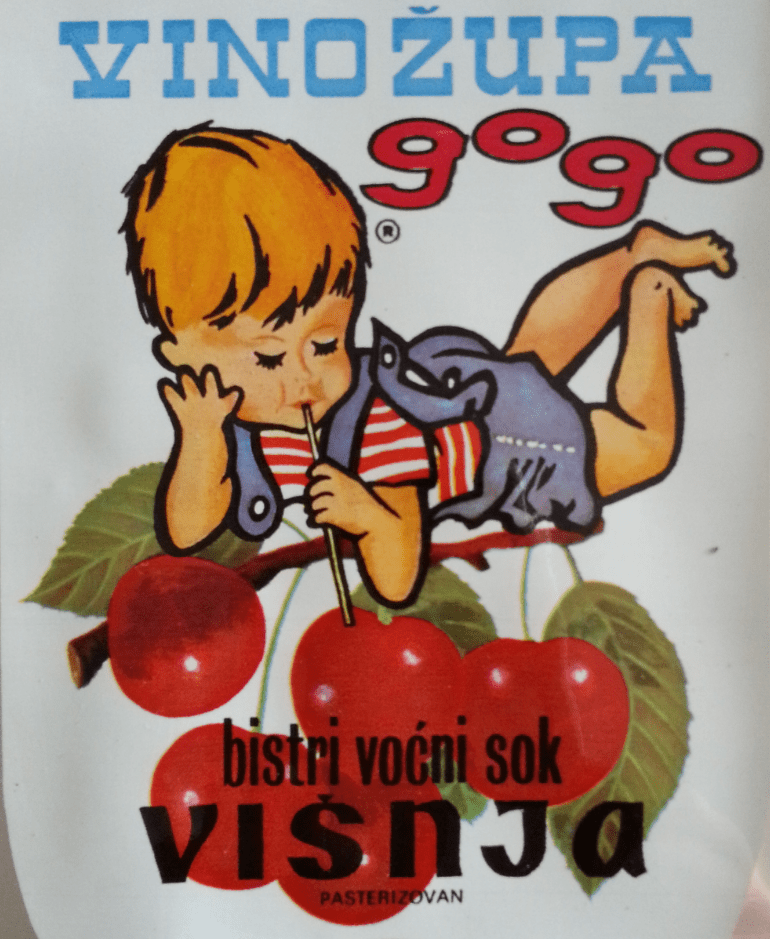 VINOŽUPA
gogo
®
bistri voćni sok
VIŠNJA
PASTERIZOVAN